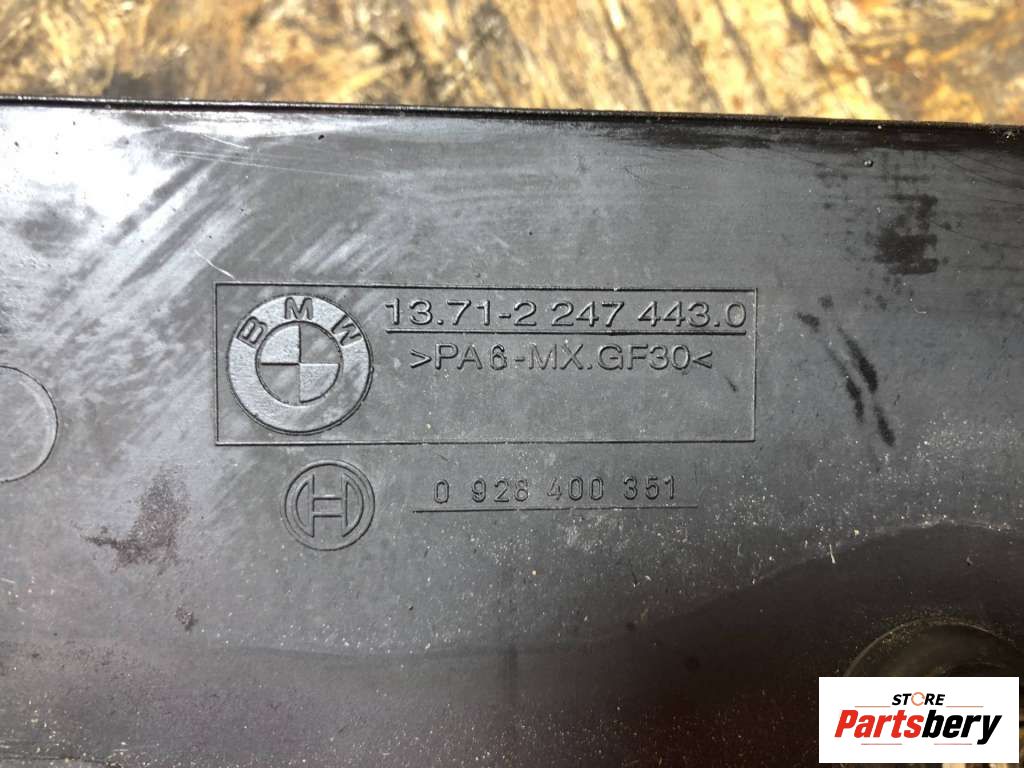 BMW
13.71-2 247 443.0
>PA6-MX.GF30<
0 928 400 351
STORE
Partsbery